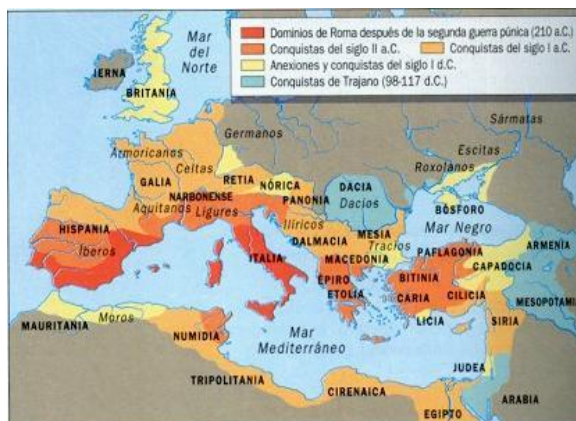 Dominios de Roma después de la segunda guerra púnica (210 a.C.)
Conquistas del siglo II a.C.
Conquistas del siglo I a.C.
Anexiones y conquistas del siglo I d.C.
Conquistas de Trajano (98-117 d.C.)
Mar
del
Norte
IERNA
BRITANIA
Germanos
Sármatas
Armoricanos
Celtas
Escitas
Roxolanos
GALIA
RETIA
NÓRICA
DACIA
Dacios
NARBONENSE
PANONIA
BÓSFORO
Aquitanos
Ligures
Ilíricos
MESIA
Mar Negro
HISPANIA
DALMACIA
Tracios
PAFLAGONIA
ARMENÍA
Íberos
ITALIA
MACEDONIA
BITINIA
CAPADOCIA
ÉPIRO
ETOLIA
CARIA
CILICIA
MESOPOTAMI
MAURITANIA
Moros
NUMIDIA
LICIA
SIRIA
Mar
Mediterráneo
JUDEA
TRIPOLITANIA
CIRENAICA
ARABIA
EGIPTO